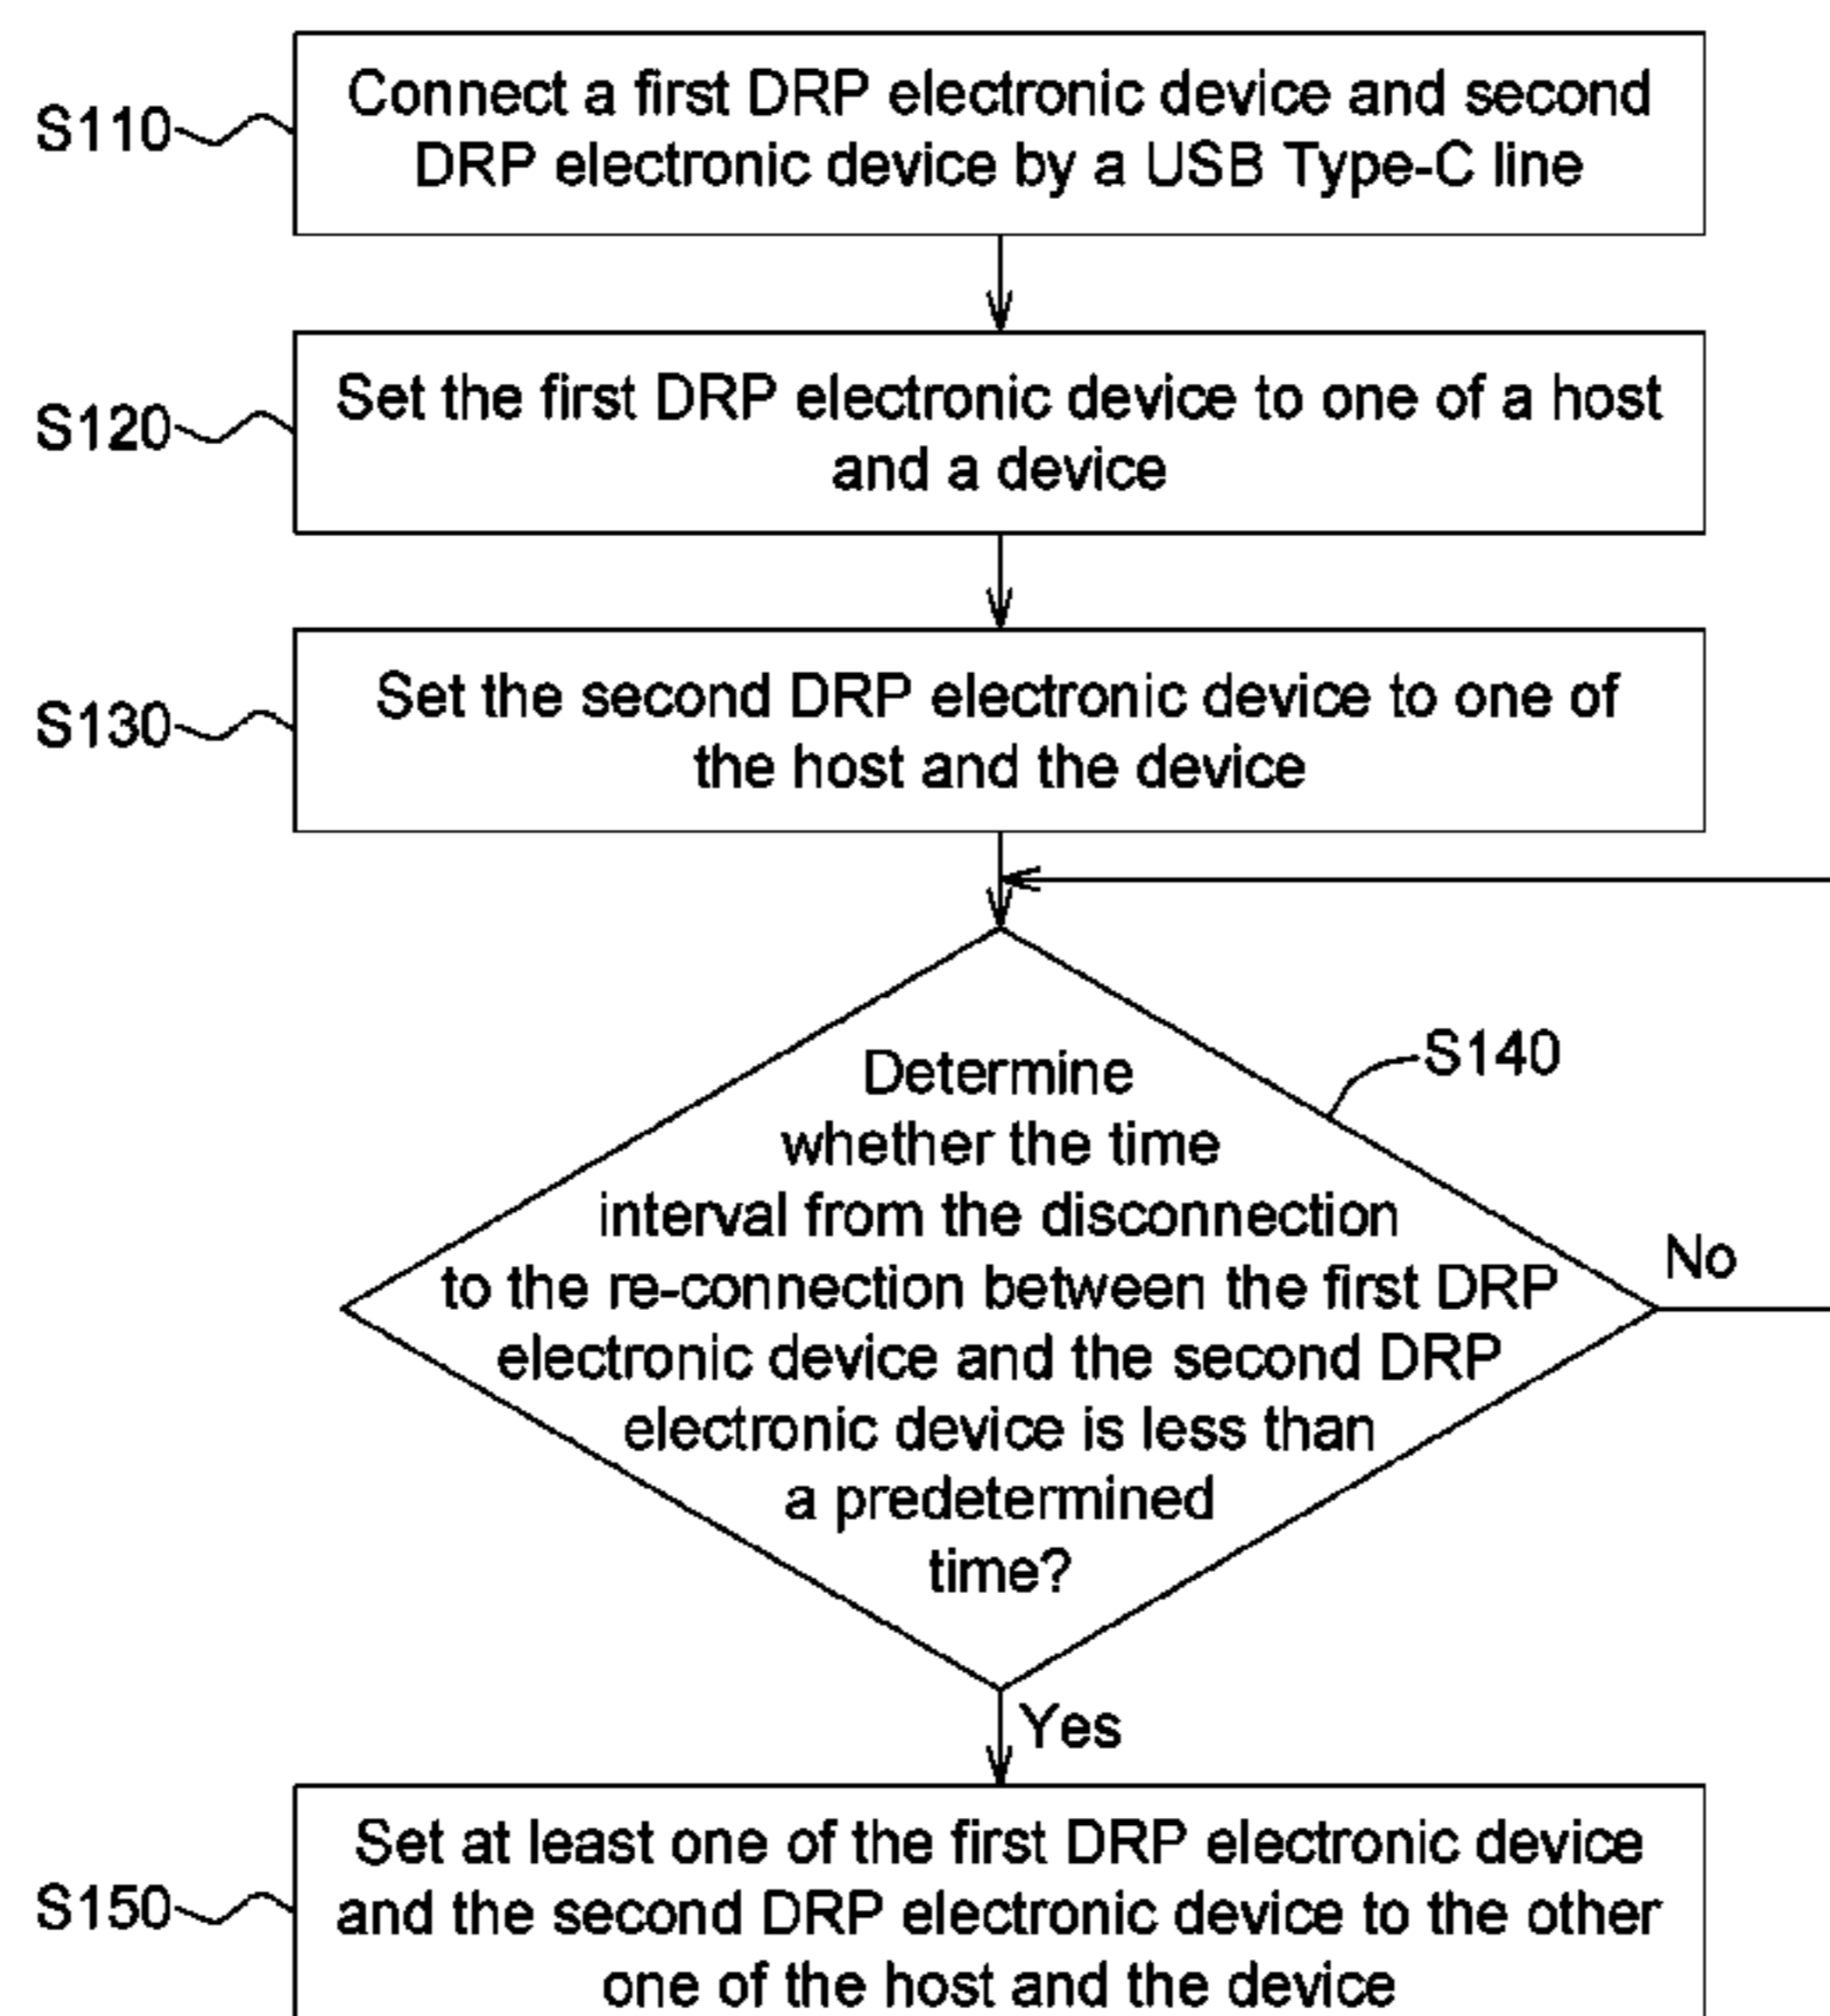 S110
Connect a first DRP electronic device and second
DRP electronic device by a USB Type-C line
S120
Set the first DRP electronic device to one of a host
and a device
S130
Set the second DRP electronic device to one of
the host and the device
S140
Determine
whether the time
interval from the disconnection
to the re-connection between the first DRP
electronic device and the second DRP
electronic device is less than
a predetermined
time?
No
Yes
S150
Set at least one of the first DRP electronic device
and the second DRP electronic device to the other
one of the host and the device